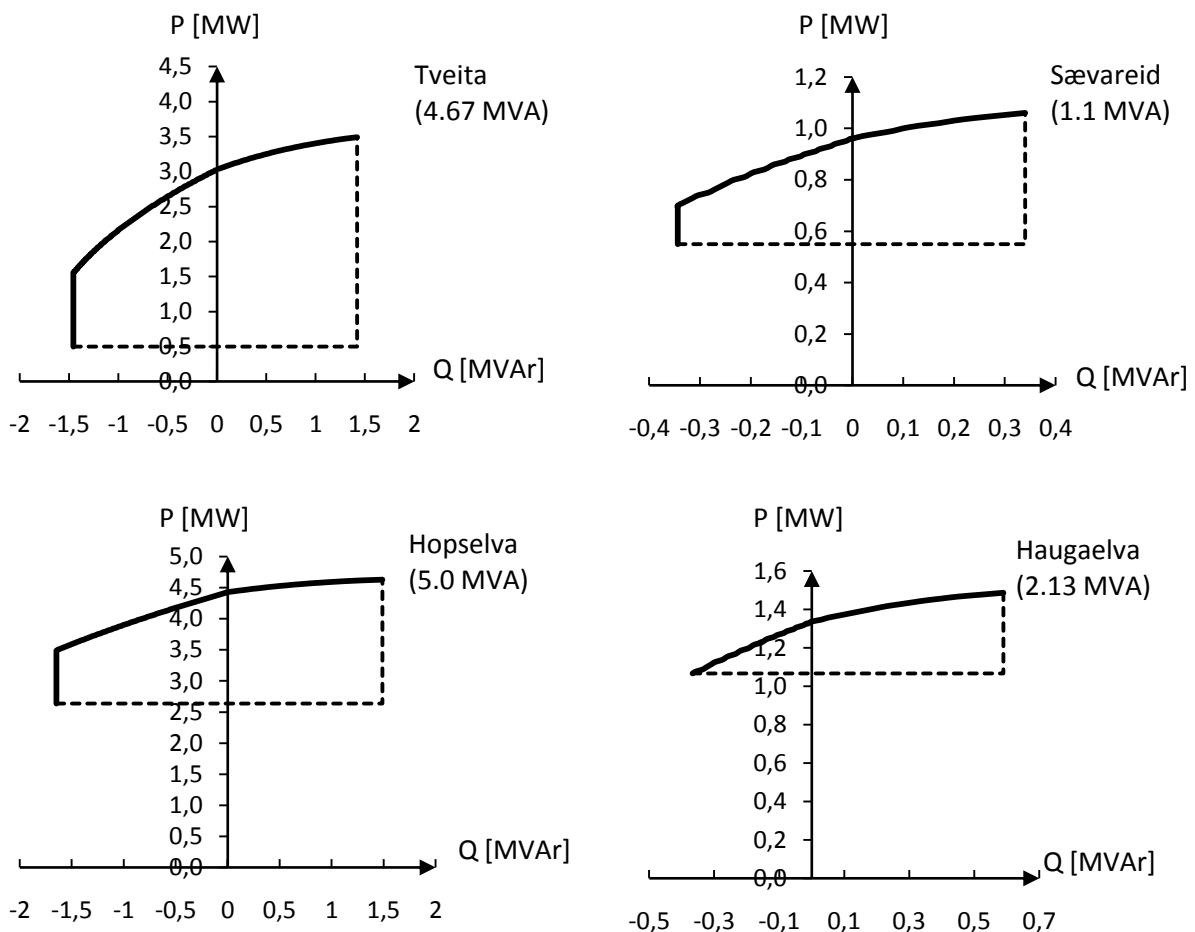 P [MW]
4,5
4,0
3,5
3,0
2,5
2,0
1,5
1,0
0,5
0,0
Tveita
(4.67 MVA)
Q [MVAr]
-2 -1,5 -1 -0,5 0 0,5 1 1,5 2
P [MW]
1,2
1,0
0,8
0,6
0,4
0,2
0,0
Sævareid
(1.1 MVA)
Q [MVAr]
-0,4 -0,3 -0,2 -0,1 0 0,1 0,2 0,3 0,4
P [MW]
5,0
4,5
4,0
3,5
3,0
2,5
2,0
1,5
1,0
0,5
0,0
Hopselva
(5.0 MVA)
Q [MVAr]
-2 -1,5 -1 -0,5 0 0,5 1 1,5 2
P [MW]
1,6
1,4
1,2
1,0
0,8
0,6
0,4
0,2
0,0
Haugaelva
(2.13 MVA)
Q [MVAr]
-0,5 -0,3 -0,1 0,1 0,3 0,5 0,7